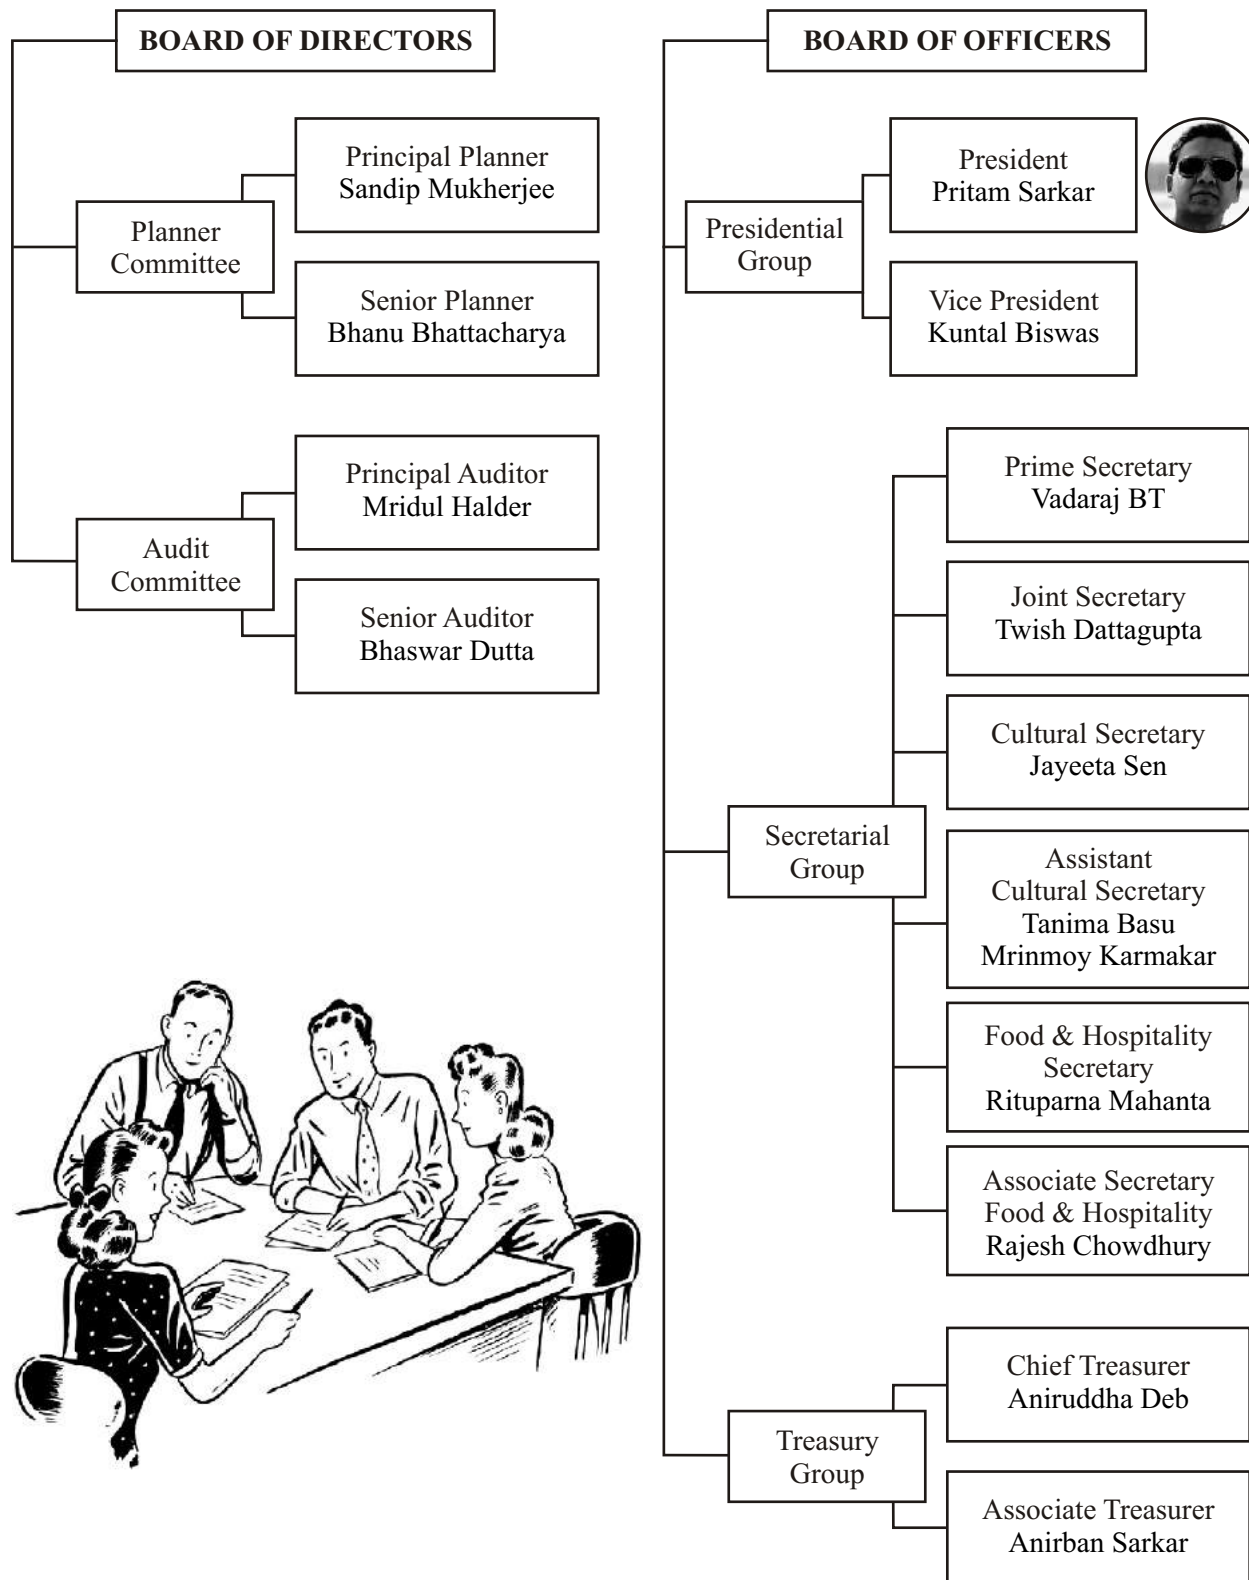 BOARD OF DIRECTORS
Planner
Committee
Principal Planner
Sandip Mukherjee
Senior Planner
Bhanu Bhattacharya
Audit
Committee
Principal Auditor
Mridul Halder
Senior Auditor
Bhaswar Dutta
BOARD OF OFFICERS
Presidential
Group
President
Pritam Sarkar
Vice President
Kuntal Biswas
Secretarial
Group
Prime Secretary
Vadaraj BT
Joint Secretary
Twish Dattagupta
Cultural Secretary
Jayeeta Sen
Assistant
Cultural Secretary
Tanima Basu
Mrinmoy Karmakar
Food & Hospitality
Secretary
Rituparna Mahanta
Associate Secretary
Food & Hospitality
Rajesh Chowdhury
Treasury
Group
Chief Treasurer
Aniruddha Deb
Associate Treasurer
Anirban Sarkar